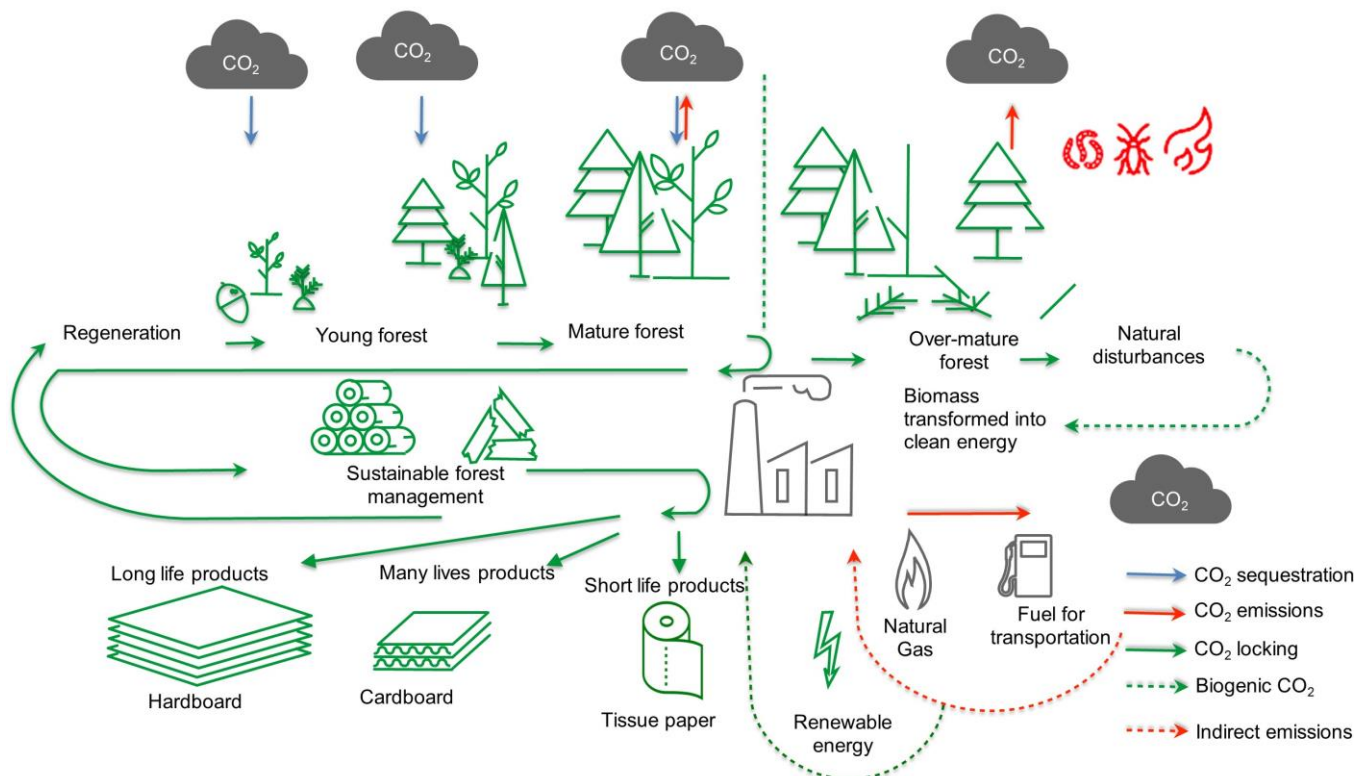 CO₂
CO₂
CO₂
CO₂
Regeneration
Young forest
Mature forest
Over-mature
forest
Natural
disturbances
Biomass
transformed into
clean energy
Sustainable forest
management
CO₂
Long life products
Many lives products
Short life products
Hardboard
Cardboard
Tissue paper
Renewable
energy
Natural
Gas
Fuel for
transportation
CO₂ sequestration
CO₂ emissions
CO₂ locking
Biogenic CO₂
Indirect emissions